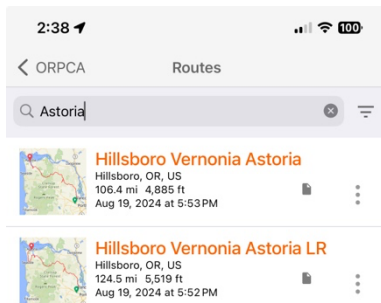 2:38
100
ORPCA
Routes
Astoria
Hillsboro Vernonia Astoria
Hillsboro, OR, US
106.4 mi 4,885 ft
Aug 19, 2024 at 5:53 PM
Hillsboro Vernonia Astoria LR
Hillsboro, OR, US
124.5 mi 5,519 ft
Aug 19, 2024 at 5:52 PM